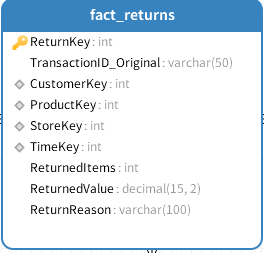 fact_returns
ReturnKey : int
TransactionID_Original : varchar(50)
CustomerKey : int
ProductKey : int
StoreKey : int
TimeKey : int
ReturnedItems : int
ReturnedValue : decimal(15, 2)
ReturnReason : varchar(100)